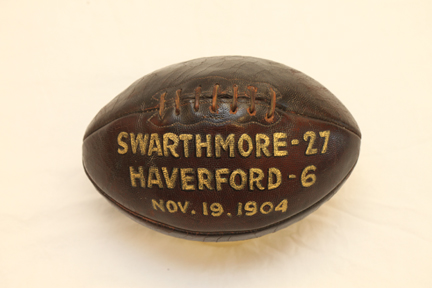 SWARTHMORE-27
HAVERFORD-6
NOV. 19. 1904